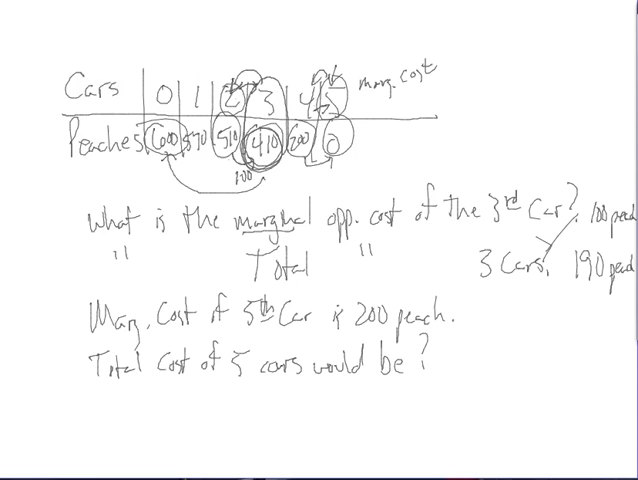 Cars 0 1 2 3 4 5 marg. cost
Peaches 600 570 510 410 200 0
100
What is the marginal opp. cost of the 3rd Car? 100 peach
" Total " 3 Cars, 190 peach
Marg. Cost of 5th Car is 200 peach.
Total cost of 5 cars would be?